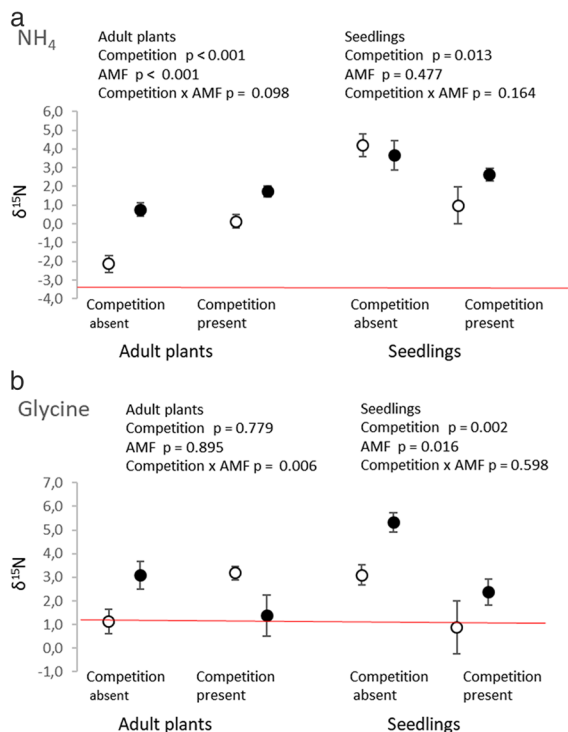 a
NH4
Adult plants
Competition p < 0.001
AMF p < 0.001
Competition x AMF p = 0.098
Seedlings
Competition p = 0.013
AMF p = 0.477
Competition x AMF p = 0.164
δ15N
6,0
5,0
4,0
3,0
2,0
1,0
0,0
-1,0
-2,0
-3,0
-4,0
Competition absent
Competition present
Competition absent
Competition present
Adult plants
Seedlings
b
Glycine
Adult plants
Competition p = 0.779
AMF p = 0.895
Competition x AMF p = 0.006
Seedlings
Competition p = 0.002
AMF p = 0.016
Competition x AMF p = 0.598
δ15N
7,0
6,0
5,0
4,0
3,0
2,0
1,0
0,0
-1,0
Competition absent
Competition present
Competition absent
Competition present
Adult plants
Seedlings